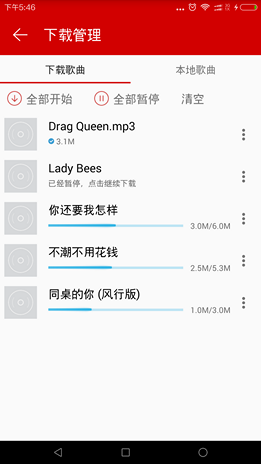 下午5:46
下载管理
下载歌曲
本地歌曲
全部开始
全部暂停
清空
Drag Queen.mp3
3.1M
Lady Bees
已经暂停，点击继续下载
你还要我怎样
3.0M/6.0M
不潮不用花钱
2.5M/5.3M
同桌的你 (风行版)
1.0M/3.0M